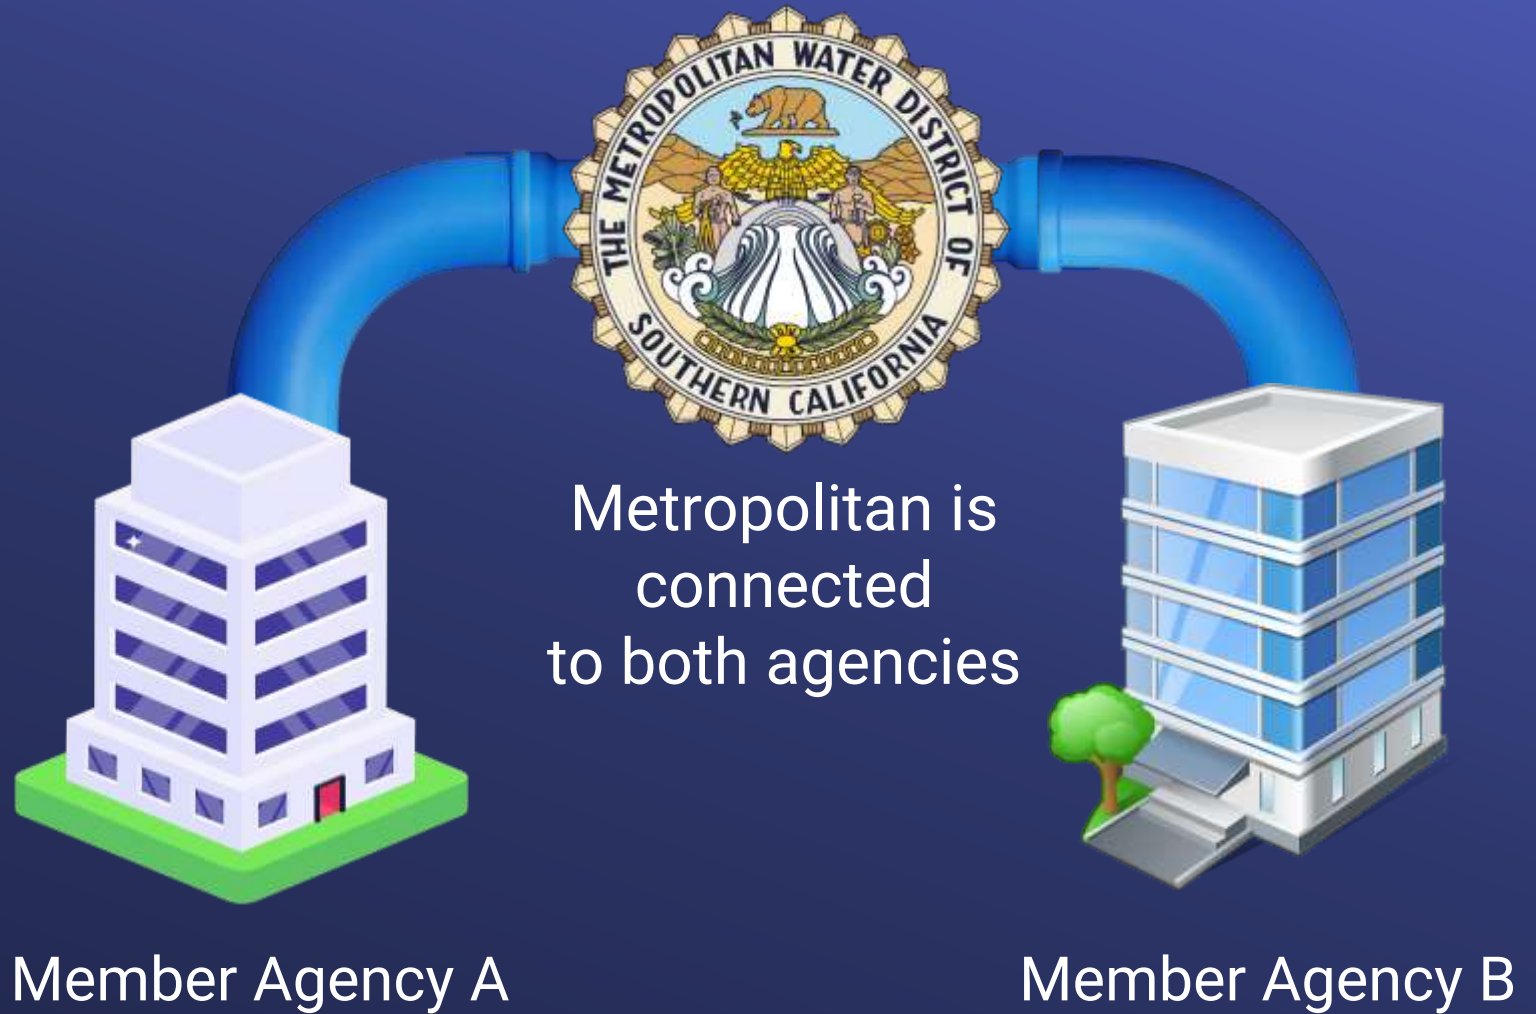 THE METROPOLITAN WATER DISTRICT OF
SOUTHERN CALIFORNIA
Metropolitan is
connected
to both agencies
Member Agency A
Member Agency B